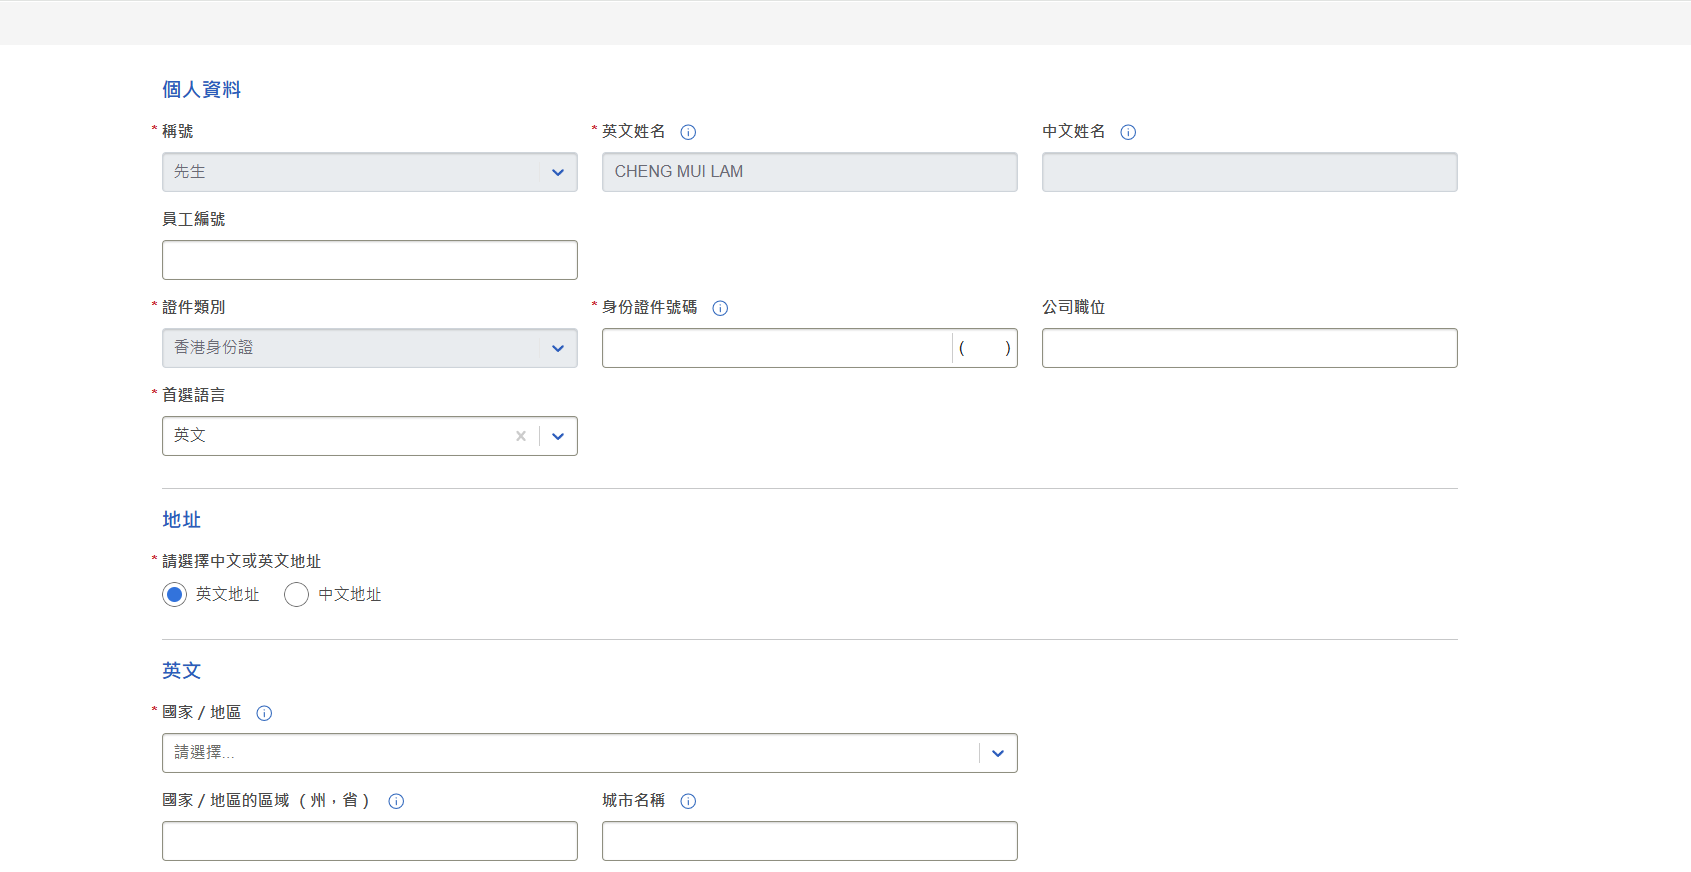 個人資料
* 稱號
* 英文姓名
中文姓名
先生
CHENG MUI LAM
員工編號
* 證件類別
* 身份證件號碼
公司職位
香港身份證
( )
* 首選語言
英文
地址
* 請選擇中文或英文地址
英文地址
中文地址
英文
* 國家 / 地區
請選擇...
國家 / 地區的區域 ( 州，省 )
城市名稱